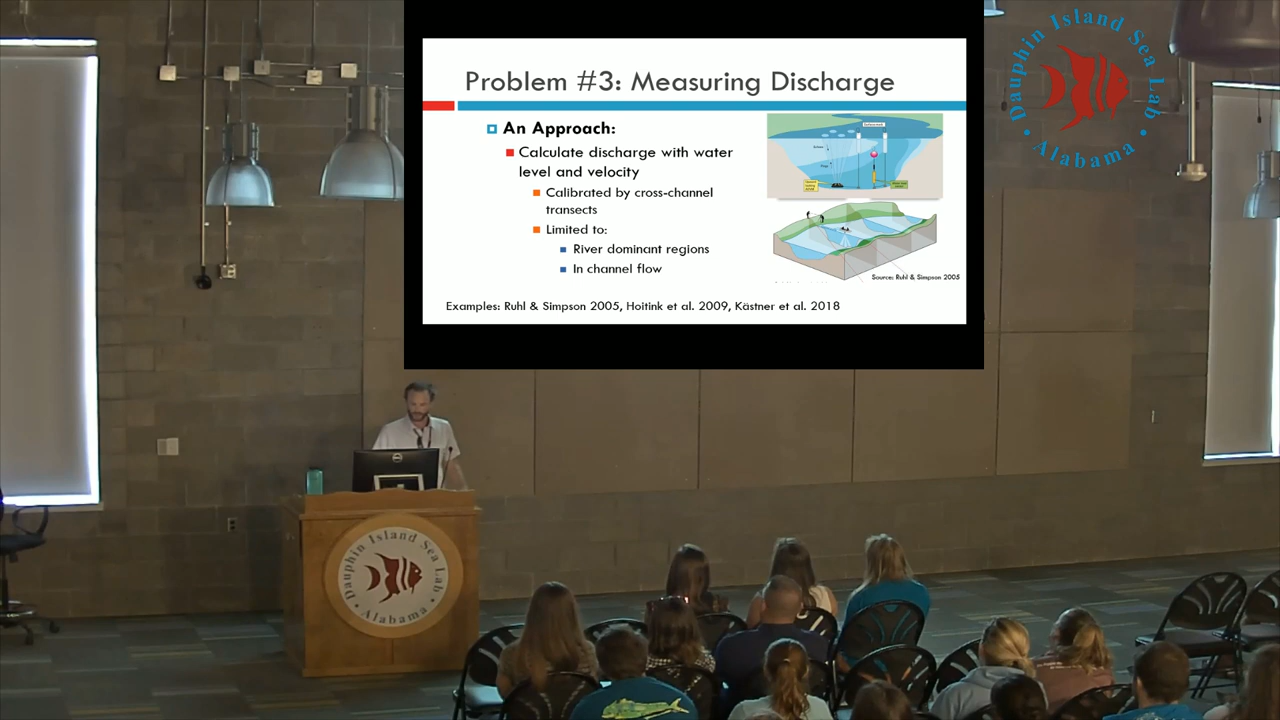 Problem #3: Measuring Discharge
An Approach:
Calculate discharge with water
level and velocity
Calibrated by cross-channel
transects
Limited to:
River dominant regions
In channel flow
Source: Ruhl & Simpson 2005
Examples: Ruhl & Simpson 2005, Hoitink et al. 2009, Kästner et al. 2018
Dauphin Island Sea Lab
Alabama
DELL
Dauphin Island Sea Lab
Alabama